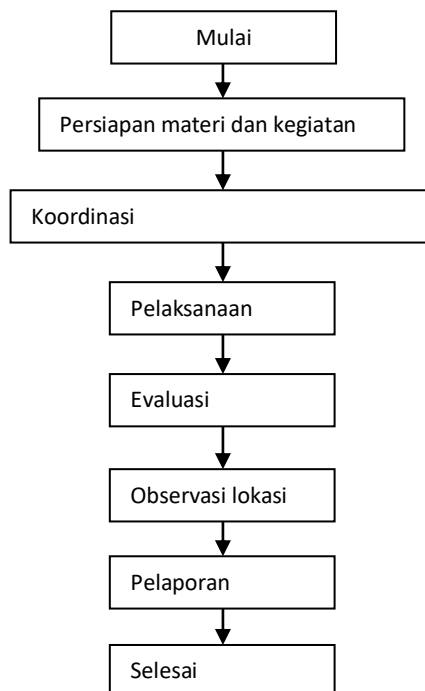 Mulai
Persiapan materi dan kegiatan
Koordinasi
Pelaksanaan
Evaluasi
Observasi lokasi
Pelaporan
Selesai